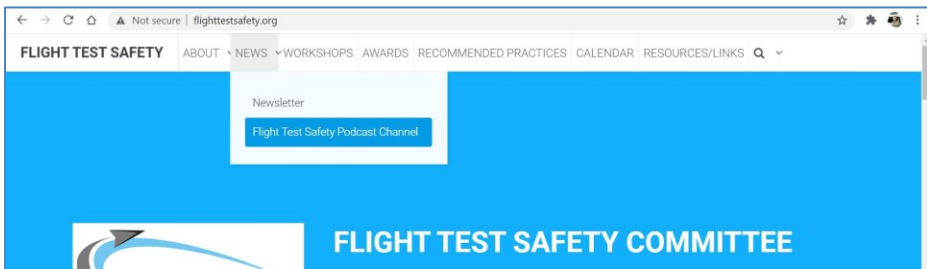 Not secure | flighttestsafety.org
FLIGHT TEST SAFETY ABOUT NEWS WORKSHOPS AWARDS RECOMMENDED PRACTICES CALENDAR RESOURCES/LINKS
Newsletter
Flight Test Safety Podcast Channel
FLIGHT TEST SAFETY COMMITTEE